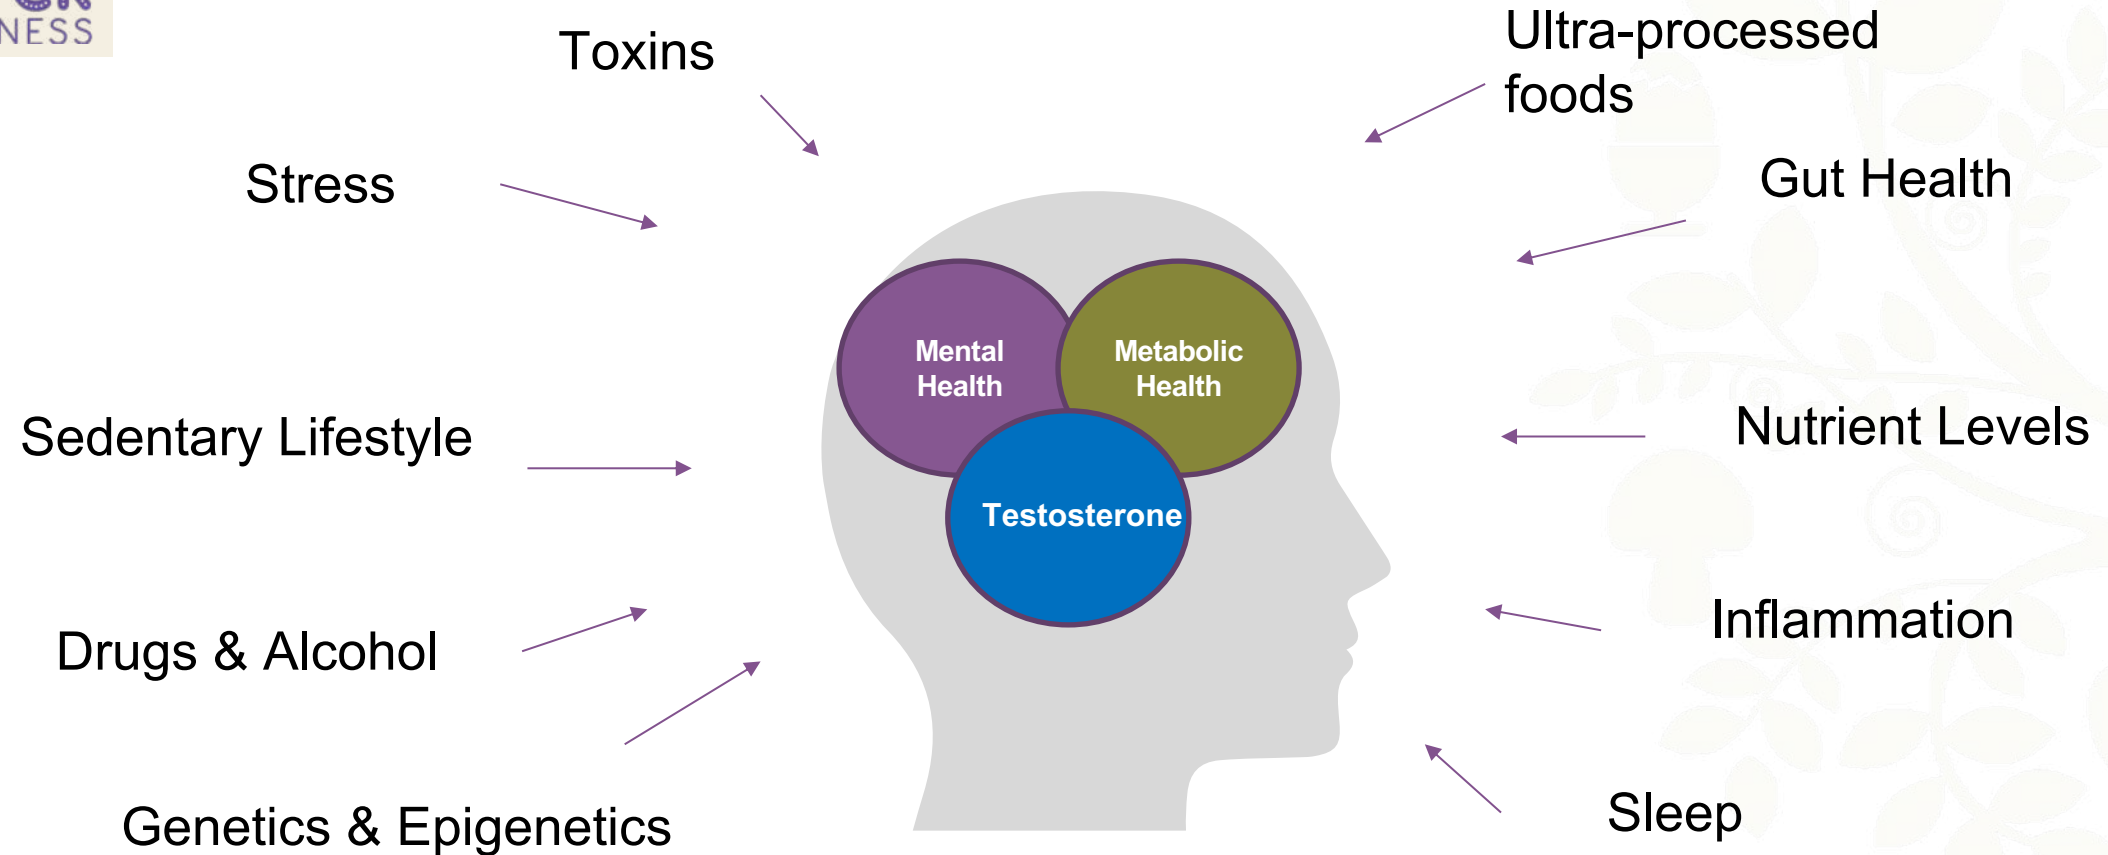 NESS
Toxins
Ultra-processed
foods
Stress
Gut Health
Mental
Health
Metabolic
Health
Sedentary Lifestyle
Nutrient Levels
Testosterone
Drugs & Alcohol
Inflammation
Genetics & Epigenetics
Sleep